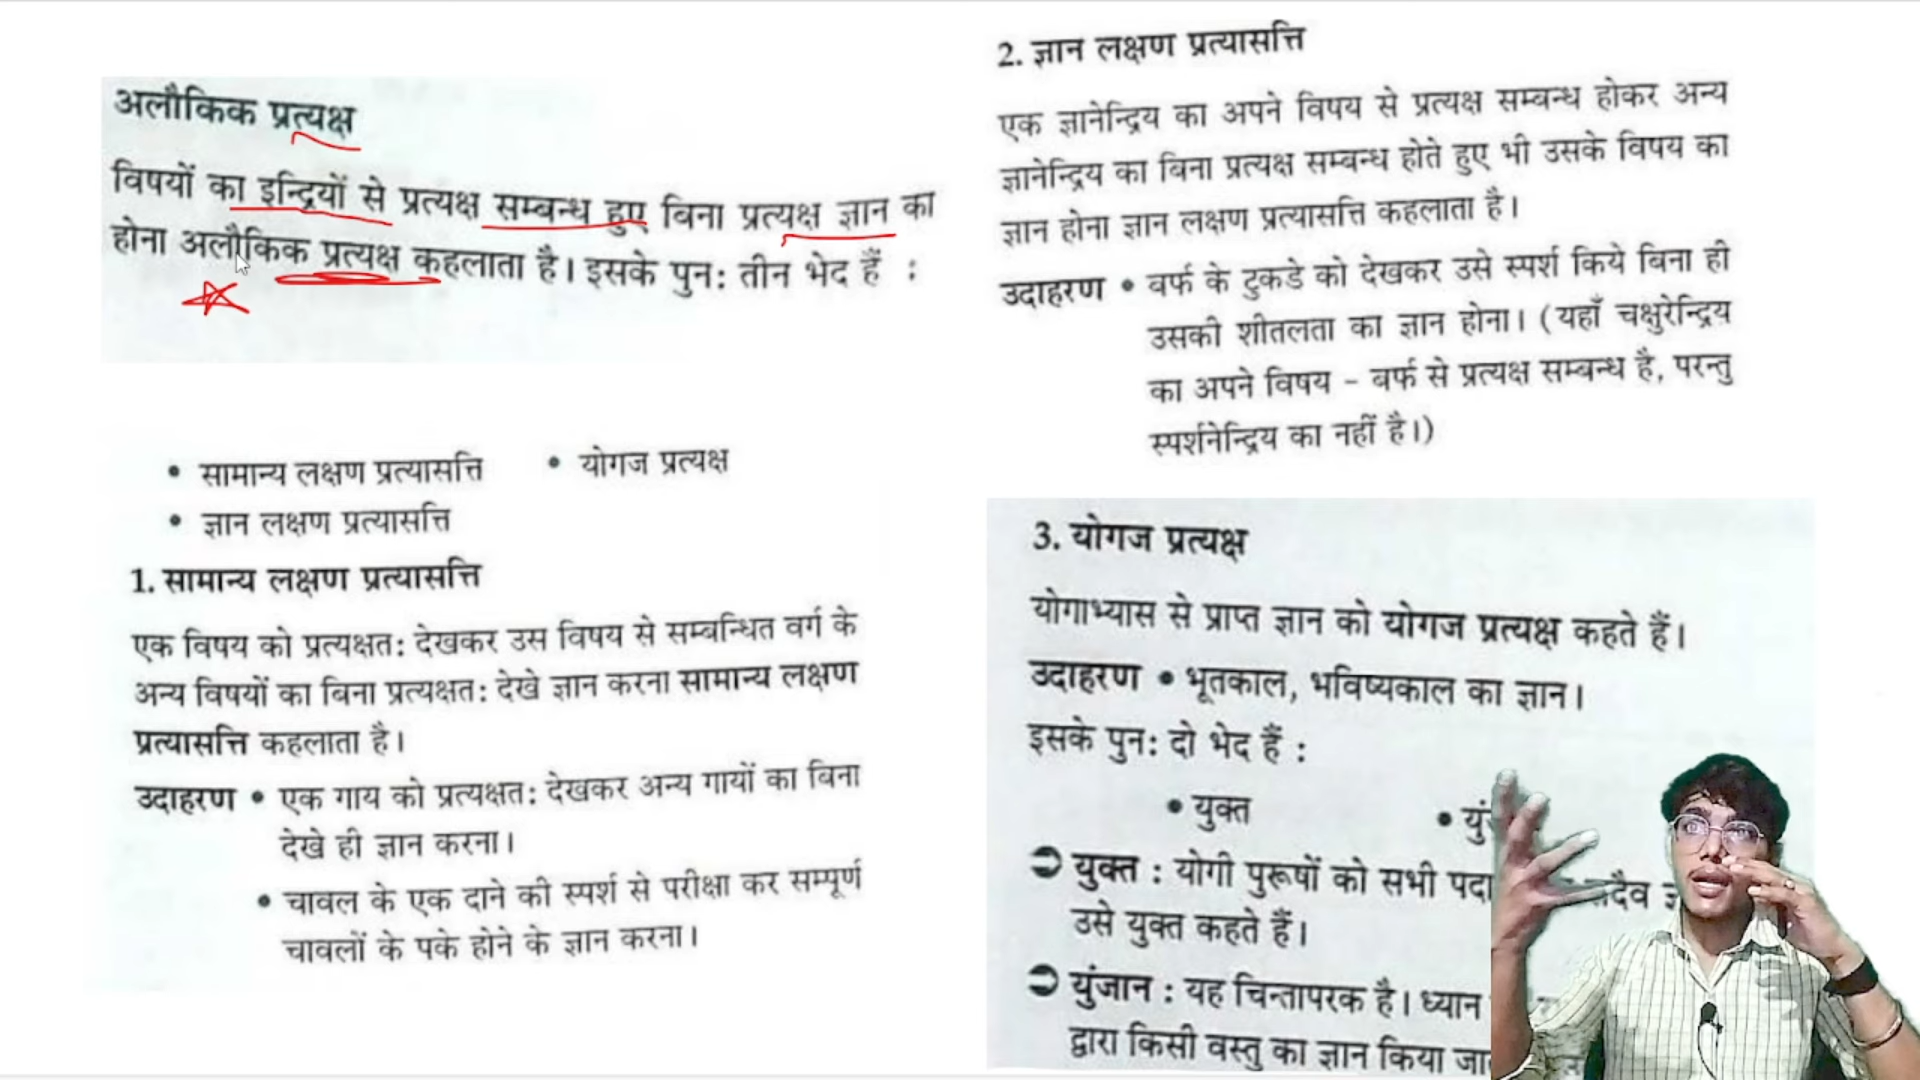 अलौकिक प्रत्यक्ष
विषयों का इन्द्रियों से प्रत्यक्ष सम्बन्ध हुए बिना प्रत्यक्ष ज्ञान का
होना अलौकिक प्रत्यक्ष कहलाता है। इसके पुन: तीन भेद हैं :
• सामान्य लक्षण प्रत्यासत्ति • योगज प्रत्यक्ष
• ज्ञान लक्षण प्रत्यासत्ति
1. सामान्य लक्षण प्रत्यासत्ति
एक विषय को प्रत्यक्षत: देखकर उस विषय से सम्बन्धित वर्ग के
अन्य विषयों का बिना प्रत्यक्षत: देखे ज्ञान करना सामान्य लक्षण
प्रत्यासत्ति कहलाता है।
उदाहरण • एक गाय को प्रत्यक्षत: देखकर अन्य गायों का बिना
देखे ही ज्ञान करना।
• चावल के एक दाने की स्पर्श से परीक्षा कर सम्पूर्ण
चावलों के पके होने के ज्ञान करना।
2. ज्ञान लक्षण प्रत्यासत्ति
एक ज्ञानेन्द्रिय का अपने विषय से प्रत्यक्ष सम्बन्ध होकर अन्य
ज्ञानेन्द्रिय का बिना प्रत्यक्ष सम्बन्ध होते हुए भी उसके विषय का
ज्ञान होना ज्ञान लक्षण प्रत्यासत्ति कहलाता है।
उदाहरण • बर्फ के टुकडे को देखकर उसे स्पर्श किये बिना ही
उसकी शीतलता का ज्ञान होना। (यहाँ चक्षुरेन्द्रिय
का अपने विषय - बर्फ से प्रत्यक्ष सम्बन्ध है, परन्तु
स्पर्शनेन्द्रिय का नहीं है।)
3. योगज प्रत्यक्ष
योगाभ्यास से प्राप्त ज्ञान को योगज प्रत्यक्ष कहते हैं।
उदाहरण • भूतकाल, भविष्यकाल का ज्ञान।
इसके पुन: दो भेद हैं :
• युक्त •
युक्त : योगी पुरूषों को सभी
उसे युक्त कहते हैं।
युंजान : यह चिन्तापरक है। ध्यान
द्वारा किसी वस्तु का ज्ञान किया